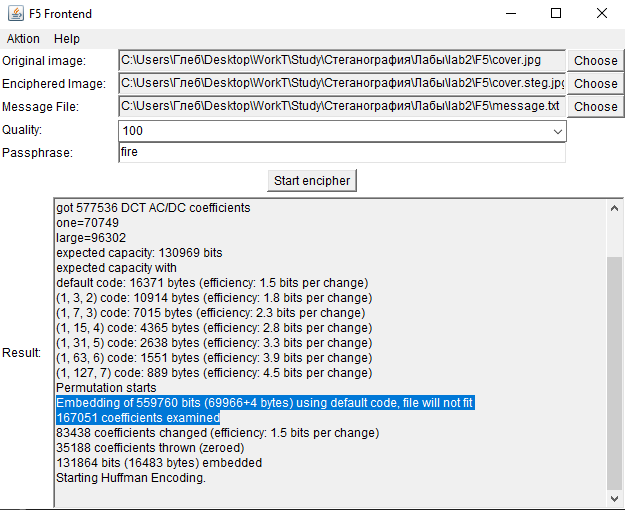 F5 Frontend
Aktion Help
Original image: C:\Users\Глеб\Desktop\WorkT\Study\Стеганография\Лабы\lab2\F5\cover.jpg Choose
Enciphered Image: C:\Users\Глеб\Desktop\WorkT\Study\Стеганография\Лабы\lab2\F5\cover.steg.jpg Choose
Message File: C:\Users\Глеб\Desktop\WorkT\Study\Стеганография\Лабы\lab2\F5\message.txt Choose
Quality: 100
Passphrase: fire
Start encipher
Result:
got 577536 DCT AC/DC coefficients
one=70749
large=96302
expected capacity: 130969 bits
expected capacity with
default code: 16371 bytes (efficiency: 1.5 bits per change)
(1, 3, 2) code: 10914 bytes (efficiency: 1.8 bits per change)
(1, 7, 3) code: 7015 bytes (efficiency: 2.3 bits per change)
(1, 15, 4) code: 4365 bytes (efficiency: 2.8 bits per change)
(1, 31, 5) code: 2638 bytes (efficiency: 3.3 bits per change)
(1, 63, 6) code: 1551 bytes (efficiency: 3.9 bits per change)
(1, 127, 7) code: 889 bytes (efficiency: 4.5 bits per change)
Permutation starts
Embedding of 559760 bits (69966+4 bytes) using default code, file will not fit
167051 coefficients examined
83438 coefficients changed (efficiency: 1.5 bits per change)
35188 coefficients thrown (zeroed)
131864 bits (16483 bytes) embedded
Starting Huffman Encoding.